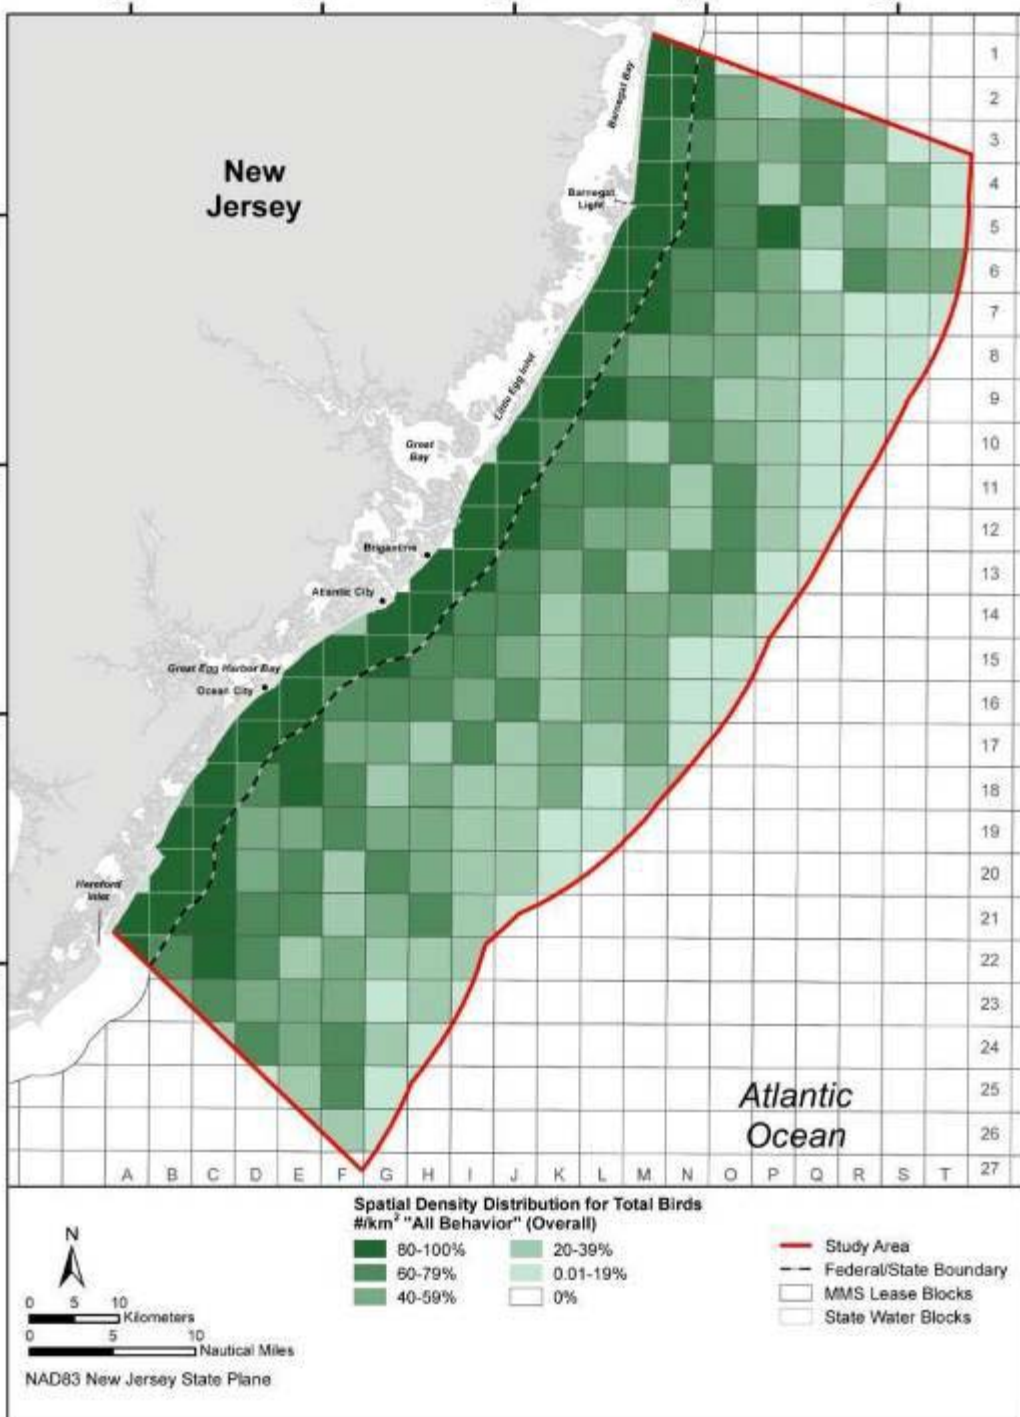 1
2
Barnegat Bay
3
New
Jersey
4
Barnegat
Light
5
6
7
8
Little Egg Inlet
9
Great
Bay
10
11
12
Brigantine
13
Atlantic City
14
15
Great Egg Harbor Bay
Ocean City
16
17
18
19
20
Hereford
Inlet
21
22
23
24
25
Atlantic
Ocean
26
27
A B C D E F G H I J K L M N O P Q R S T
Spatial Density Distribution for Total Birds
#/km² "All Behavior" (Overall)
80-100%
60-79%
40-59%
20-39%
0.01-19%
0%
Study Area
Federal/State Boundary
MMS Lease Blocks
State Water Blocks
N
0 5 10
Kilometers
0 5 10
Nautical Miles
NAD83 New Jersey State Plane